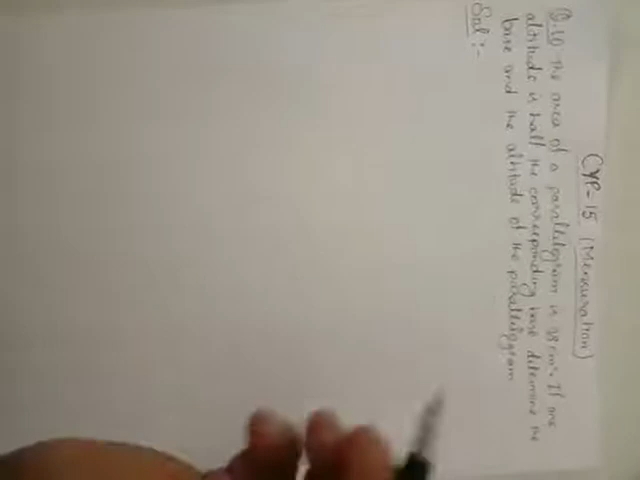 CYP-15 (Mensuration)
Q.10 The area of a parallelogram is 98 cm². If one
altitude is half the corresponding base determine the
base and the altitude of the parallelogram
Sol:-